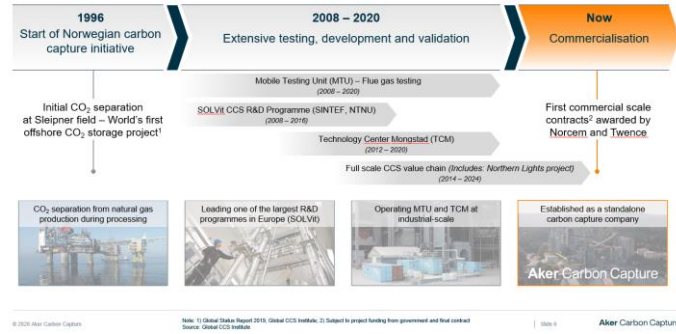 1996
Start of Norwegian carbon
capture initiative
2008 – 2020
Extensive testing, development and validation
Now
Commercialisation
Initial CO2 separation
at Sleipner field – World's first
offshore CO2 storage project1
Mobile Testing Unit (MTU) – Flue gas testing
(2008 – 2020)
SOLVit CCS R&D Programme (SINTEF, NTNU)
(2008 – 2016)
Technology Center Mongstad (TCM)
(2012 – 2020)
Full scale CCS value chain (Includes: Northern Lights project)
(2014 – 2024)
First commercial scale
contracts2 awarded by
Norcem and Twence
CO2 separation from natural gas
production during processing
Leading one of the largest R&D
programmes in Europe (SOLVit)
Operating MTU and TCM at
industrial-scale
Established as a standalone
carbon capture company
Aker Carbon Capture
© 2020 Aker Carbon Capture
Note: 1) Global Status Report 2019, Global CCS Institute; 2) Subject to project funding from government and final contract
Source: Global CCS Institute
Slide 6
Aker Carbon Capture